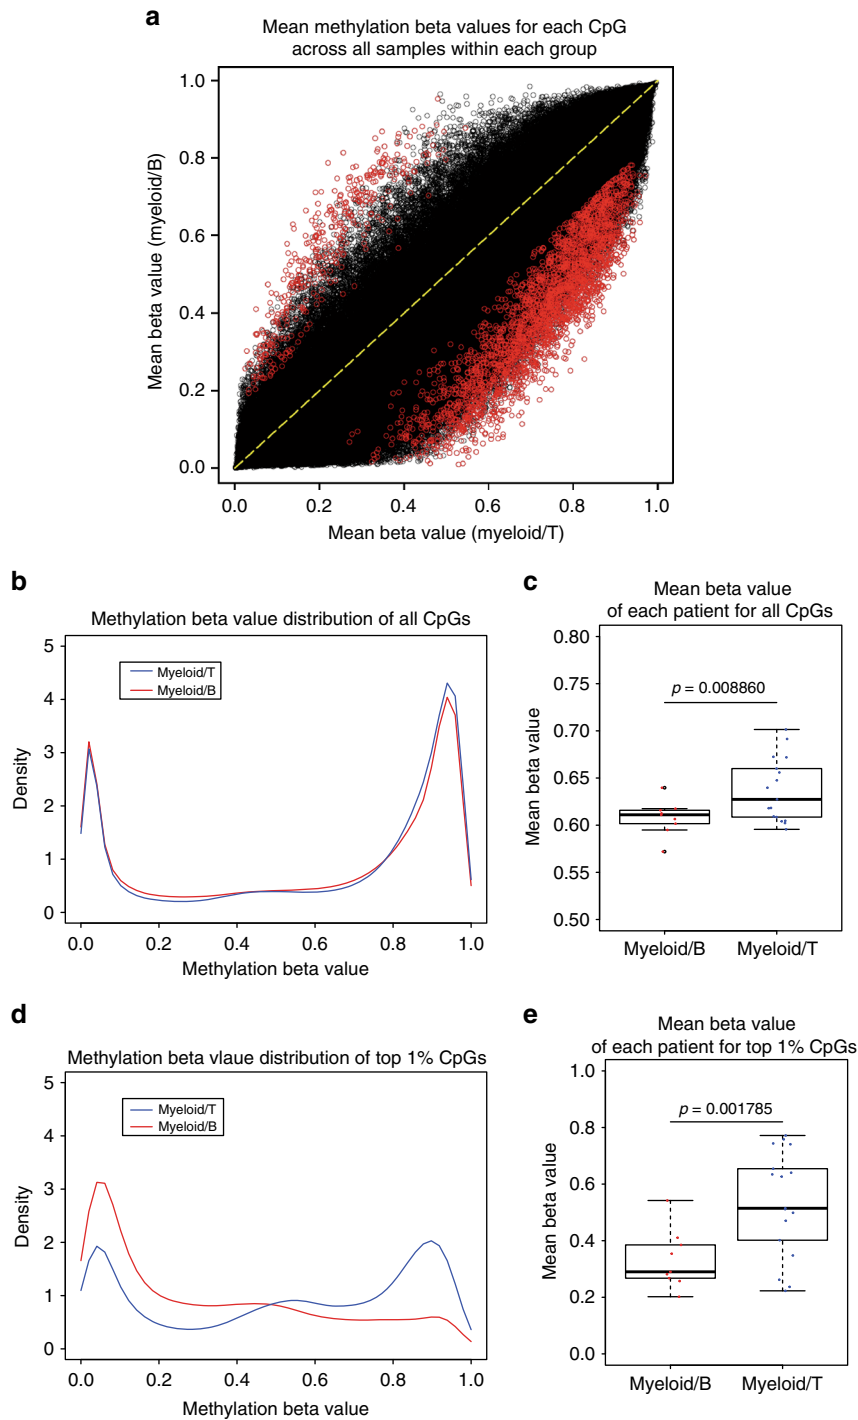 a
Mean methylation beta values for each CpG
across all samples within each group
1.0
0.8
0.6
0.4
0.2
0.0
Mean beta value (myeloid/B)
0.0 0.2 0.4 0.6 0.8 1.0
Mean beta value (myeloid/T)
b
Methylation beta value distribution of all CpGs
5
4
3
2
1
0
Density
Myeloid/T
Myeloid/B
0.0 0.2 0.4 0.6 0.8 1.0
Methylation beta value
c
Mean beta value
of each patient for all CpGs
0.80
0.75
0.70
0.65
0.60
0.55
0.50
Mean beta value
p = 0.008860
Myeloid/B Myeloid/T
d
Methylation beta vlaue distribution of top 1% CpGs
5
4
3
2
1
0
Density
Myeloid/T
Myeloid/B
0.0 0.2 0.4 0.6 0.8 1.0
Methylation beta value
e
Mean beta value
of each patient for top 1% CpGs
1.0
0.8
0.6
0.4
0.2
0.0
Mean beta value
p = 0.001785
Myeloid/B Myeloid/T